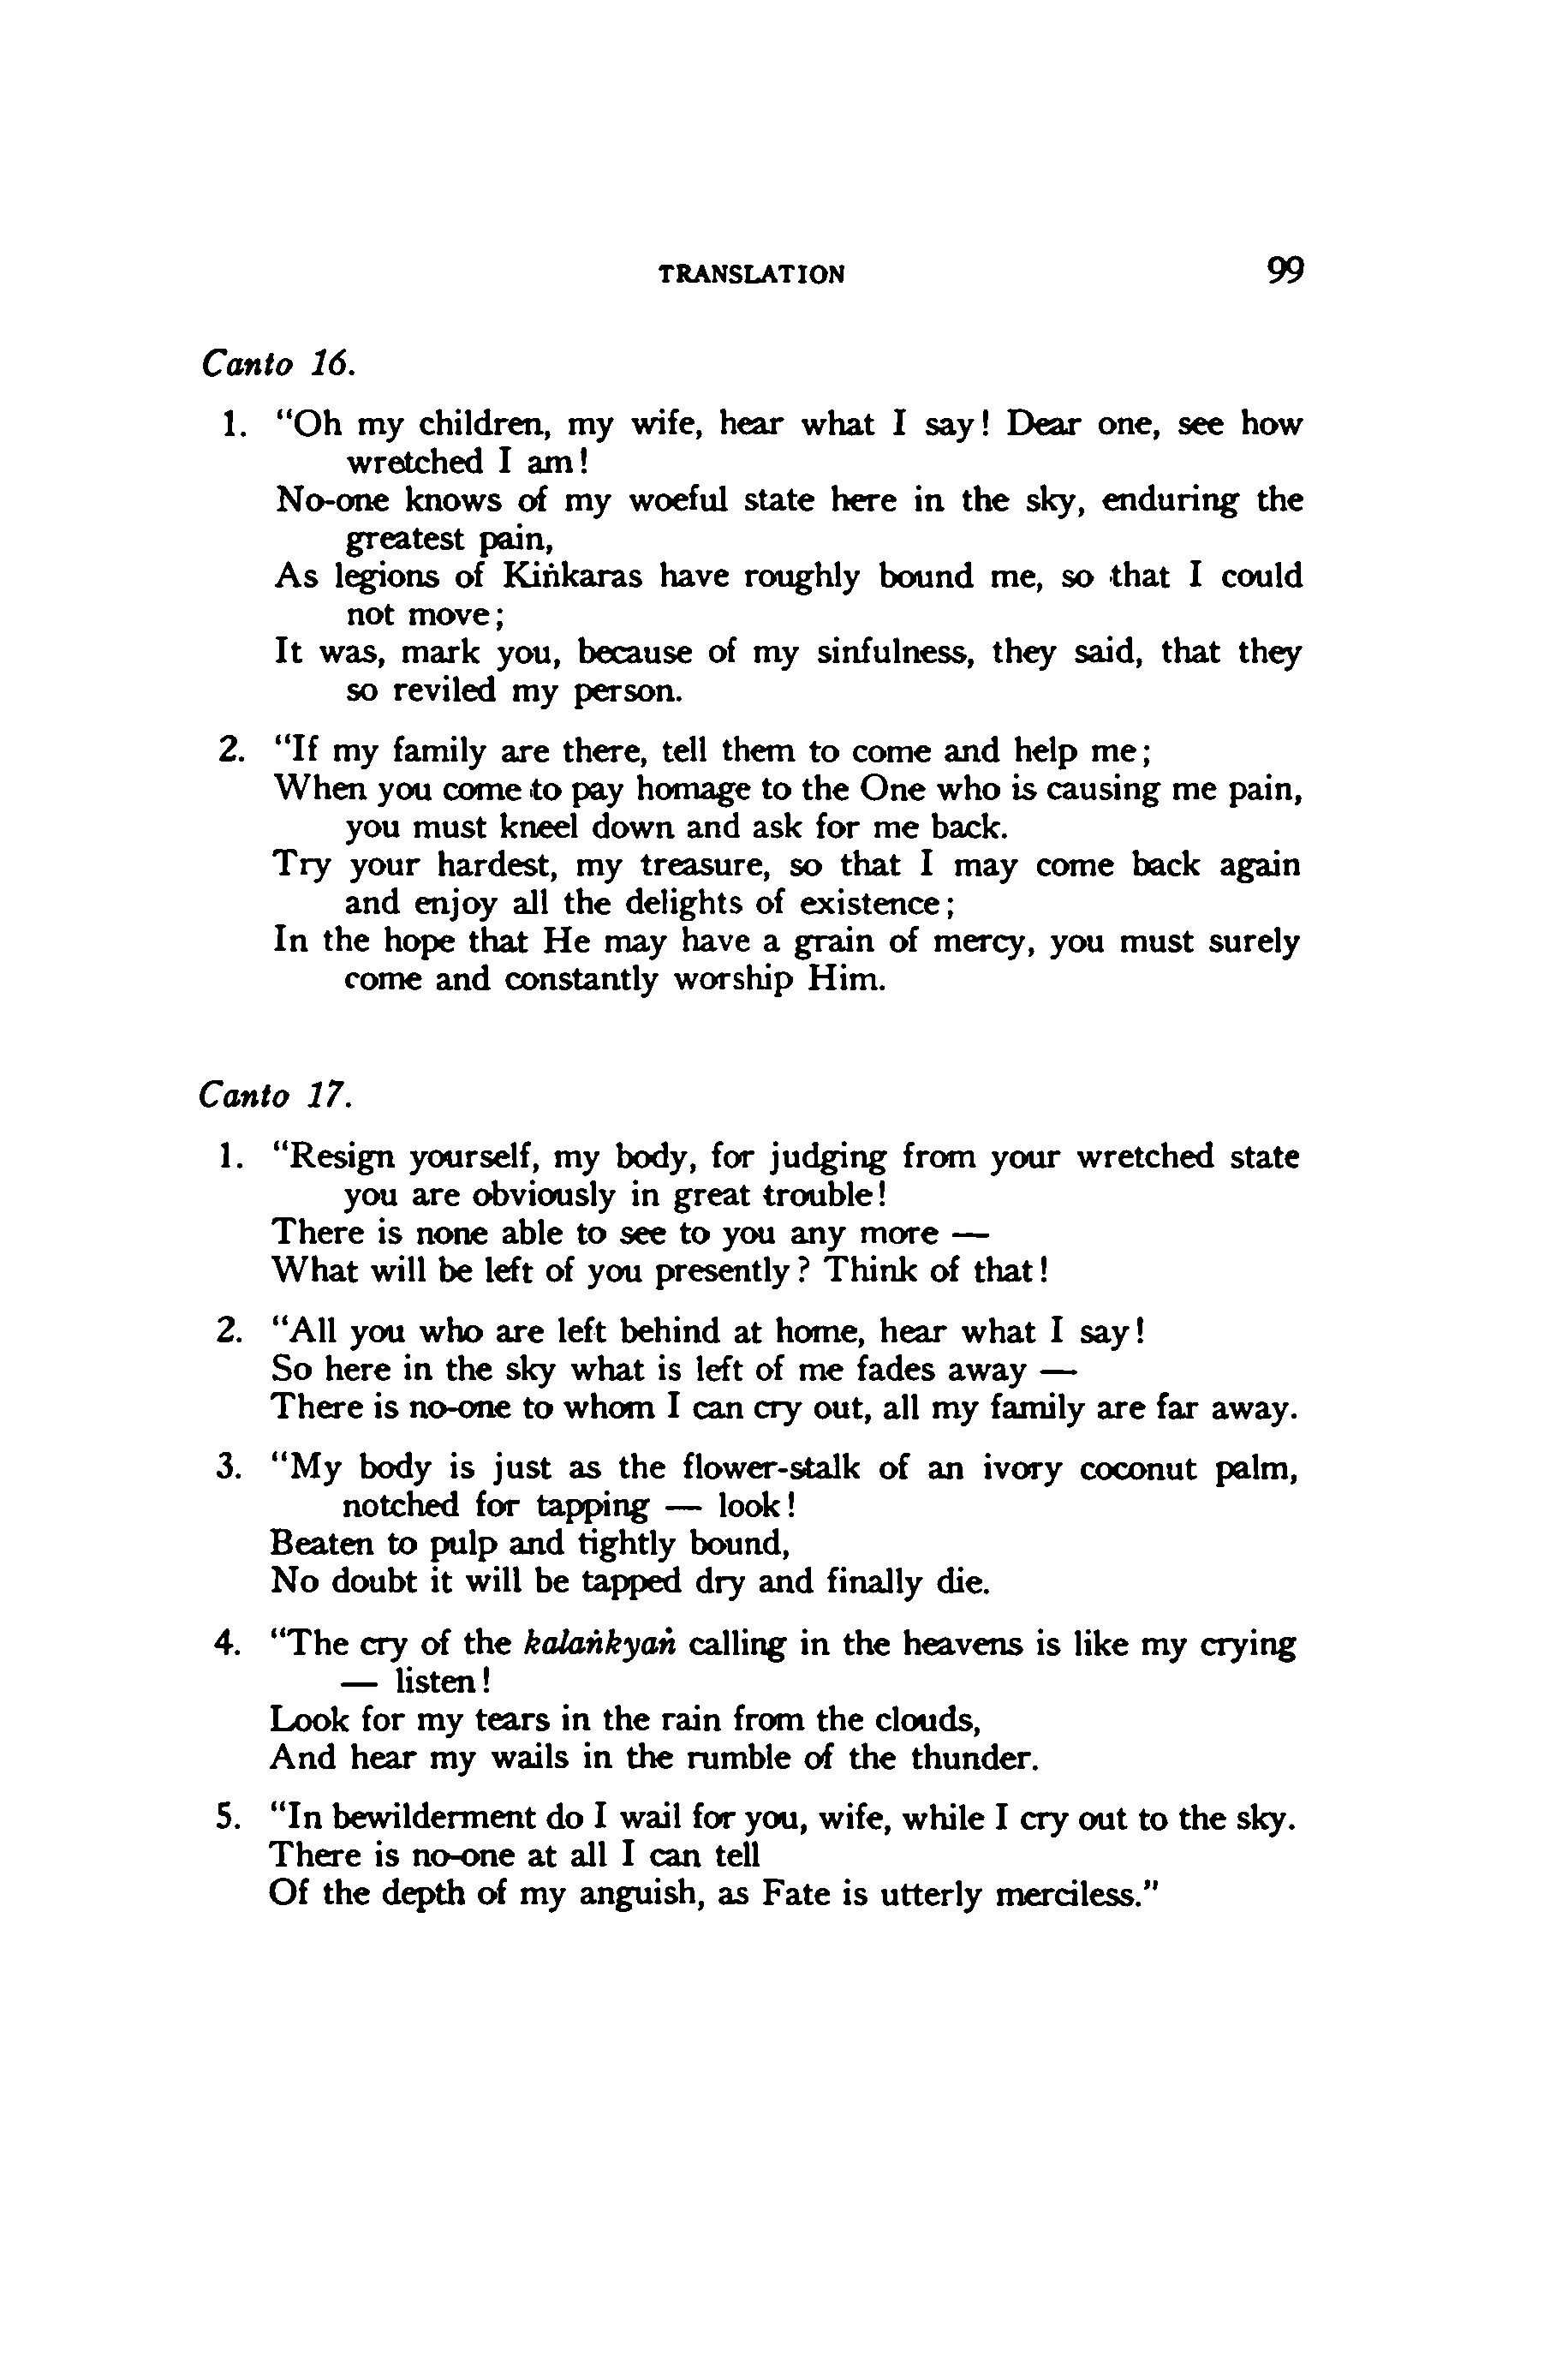 TRANSLATION 99
Canto 16.
1. “Oh my children, my wife, hear what I say! Dear one, see how
wretched I am!
No-one knows of my woeful state here in the sky, enduring the
greatest pain,
As legions of Kiṅkaras have roughly bound me, so that I could
not move;
It was, mark you, because of my sinfulness, they said, that they
so reviled my person.
2. “If my family are there, tell them to come and help me;
When you come to pay homage to the One who is causing me pain,
you must kneel down and ask for me back.
Try your hardest, my treasure, so that I may come back again
and enjoy all the delights of existence;
In the hope that He may have a grain of mercy, you must surely
come and constantly worship Him.
Canto 17.
1. “Resign yourself, my body, for judging from your wretched state
you are obviously in great trouble!
There is none able to see to you any more —
What will be left of you presently? Think of that!
2. “All you who are left behind at home, hear what I say!
So here in the sky what is left of me fades away —
There is no-one to whom I can cry out, all my family are far away.
3. “My body is just as the flower-stalk of an ivory coconut palm,
notched for tapping — look!
Beaten to pulp and tightly bound,
No doubt it will be tapped dry and finally die.
4. “The cry of the kalaṅkyaṅ calling in the heavens is like my crying
— listen!
Look for my tears in the rain from the clouds,
And hear my wails in the rumble of the thunder.
5. “In bewilderment do I wail for you, wife, while I cry out to the sky.
There is no-one at all I can tell
Of the depth of my anguish, as Fate is utterly merciless.”